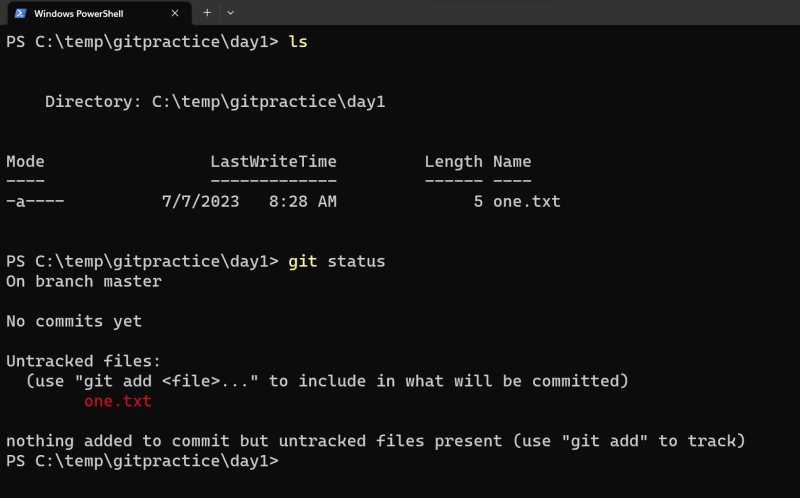 Windows PowerShell
PS C:\temp\gitpractice\day1> ls
Directory: C:\temp\gitpractice\day1
Mode LastWriteTime Length Name
---- ------------- ------ ----
-a---- 7/7/2023 8:28 AM 5 one.txt
PS C:\temp\gitpractice\day1> git status
On branch master
No commits yet
Untracked files:
(use "git add <file>..." to include in what will be committed)
one.txt
nothing added to commit but untracked files present (use "git add" to track)
PS C:\temp\gitpractice\day1>